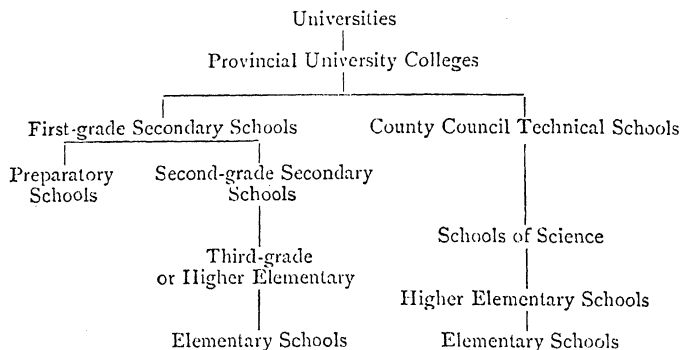 Universities
Provincial University Colleges
First-grade Secondary Schools
County Council Technical Schools
Preparatory
Schools
Second-grade Secondary
Schools
Schools of Science
Third-grade
or Higher Elementary
Higher Elementary Schools
Elementary Schools
Elementary Schools